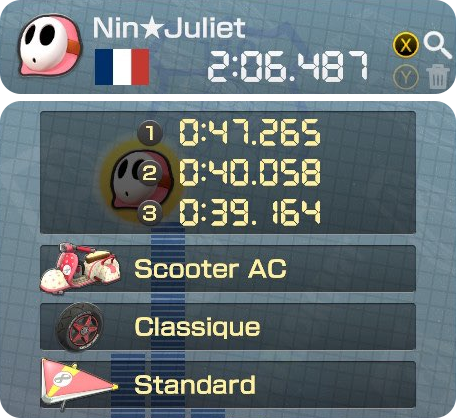 Nin★Juliet
2:06.487
X
Y
1 0:47.265
2 0:40.058
3 0:39.164
Scooter AC
Classique
Standard